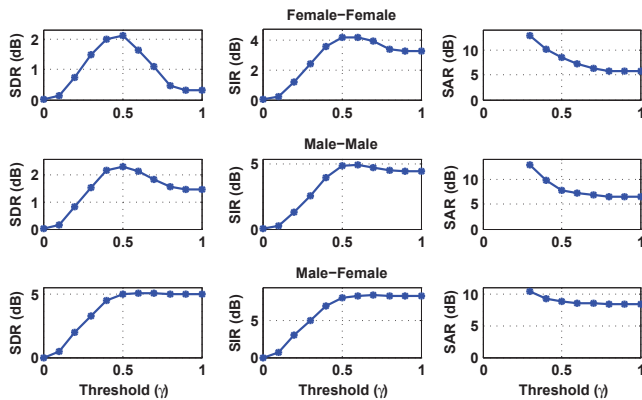 Female−Female
SDR (dB)
2
1
0
0 0.5 1
SIR (dB)
4
2
0
0 0.5 1
SAR (dB)
10
5
0
0 0.5 1
Male−Male
SDR (dB)
2
1
0
0 0.5 1
SIR (dB)
5
0
0 0.5 1
SAR (dB)
10
5
0
0 0.5 1
Male−Female
SDR (dB)
5
0
0 0.5 1
Threshold (γ)
SIR (dB)
5
0
0 0.5 1
Threshold (γ)
SAR (dB)
10
5
0
0 0.5 1
Threshold (γ)